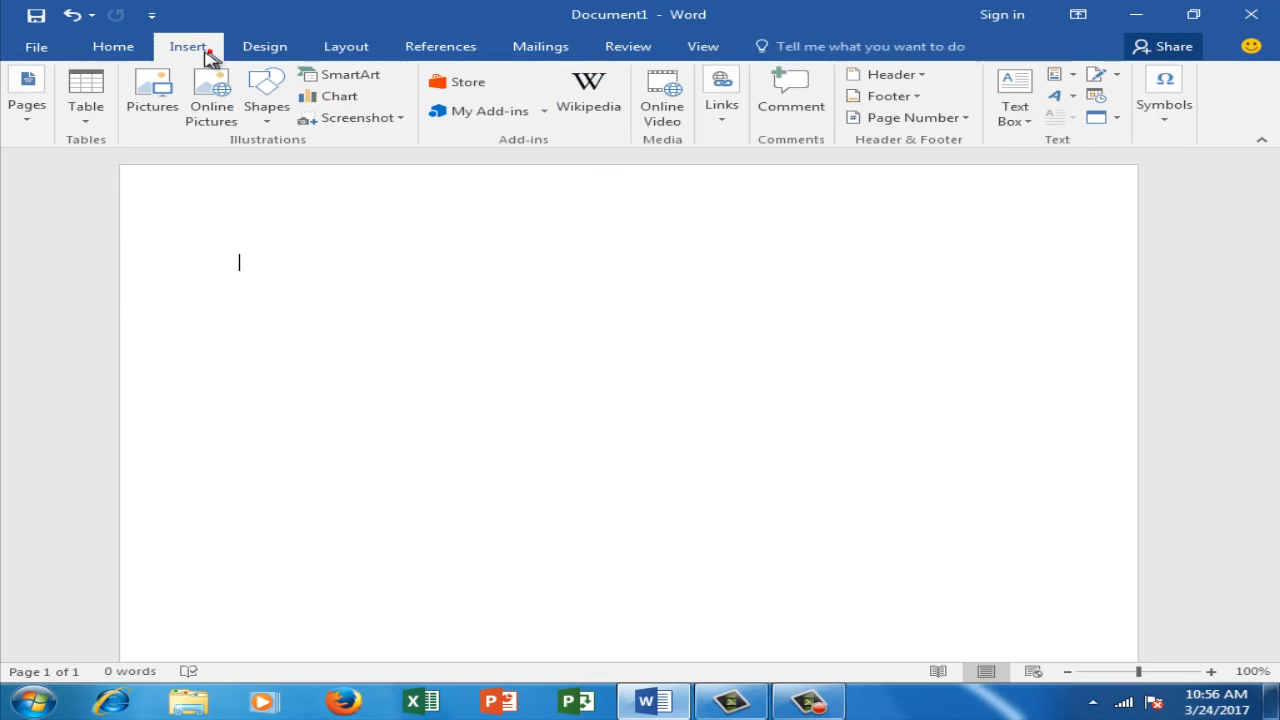 Document1 - Word
Sign in
File
Home
Insert
Design
Layout
References
Mailings
Review
View
Tell me what you want to do
Share
Pages
Table
Pictures
Online
Pictures
Shapes
SmartArt
Chart
Screenshot
Store
My Add-ins
W
Wikipedia
Online
Video
Links
Comment
Header
Footer
# Page Number
A
Text
Box
A
Ω
Symbols
Tables
Illustrations
Add-ins
Media
Comments
Header & Footer
Text
Page 1 of 1
0 words
100%
10:56 AM
3/24/2017